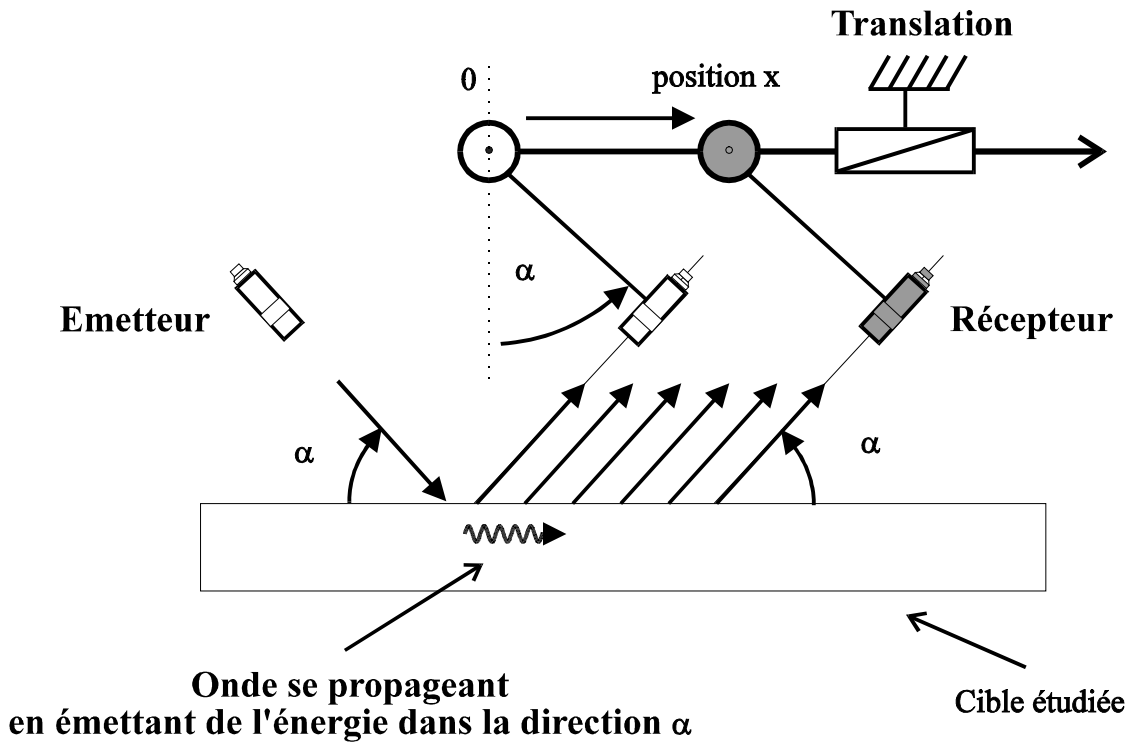 Translation
0
position x
α
Emetteur
Récepteur
α
α
Onde se propageant
en émettant de l'énergie dans la direction α
Cible étudiée